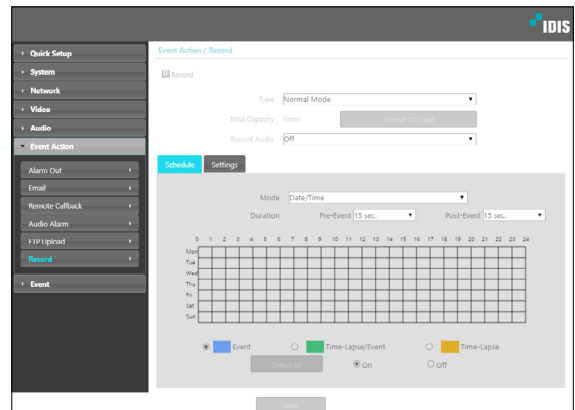 IDIS
Quick Setup
System
Network
Video
Audio
Event Action
Alarm Out
Email
Remote Callback
Audio Alarm
FTP Upload
Record
Event
Event Action / Record
Record
Type Normal Mode
Total Capacity None Format SD Card
Record Audio Off
Schedule Settings
Mode Date/Time
Duration Pre-Event 15 sec. Post-Event 15 sec.
0 1 2 3 4 5 6 7 8 9 10 11 12 13 14 15 16 17 18 19 20 21 22 23 24
Mon
Tue
Wed
Thu
Fri
Sat
Sun
Event Time-Lapse/Event Time-Lapse
Select All On Off
Save